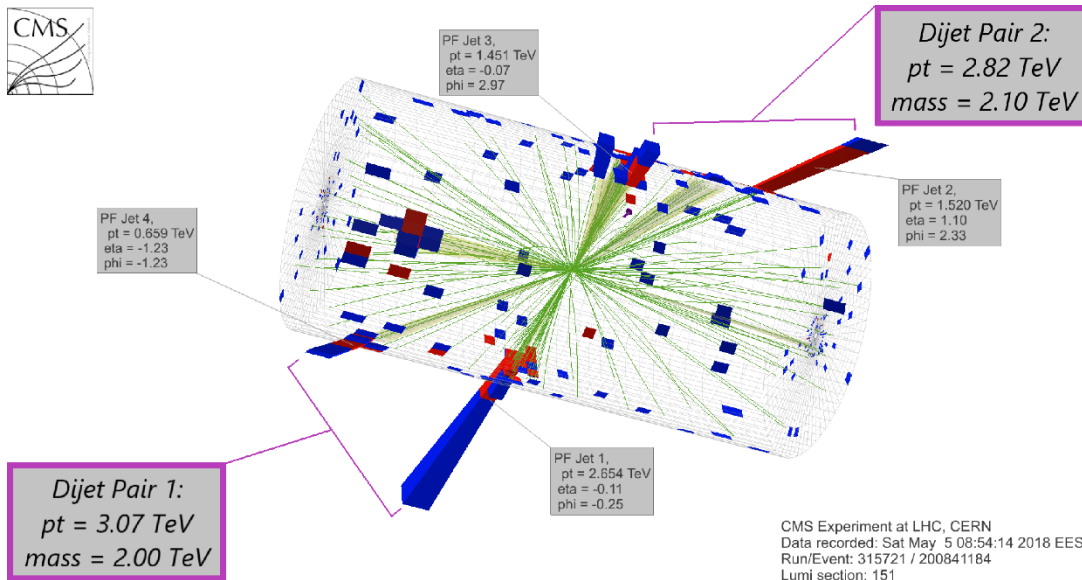 CMS
PF Jet 3,
pt = 1.451 TeV
eta = -0.07
phi = 2.97
Dijet Pair 2:
pt = 2.82 TeV
mass = 2.10 TeV
PF Jet 2,
pt = 1.520 TeV
eta = 1.10
phi = 2.33
PF Jet 4,
pt = 0.659 TeV
eta = -1.23
phi = -1.23
PF Jet 1,
pt = 2.654 TeV
eta = -0.11
phi = -0.25
Dijet Pair 1:
pt = 3.07 TeV
mass = 2.00 TeV
CMS Experiment at LHC, CERN
Data recorded: Sat May 5 08:54:14 2018 EES
Run/Event: 315721 / 200841184
Lumi section: 151